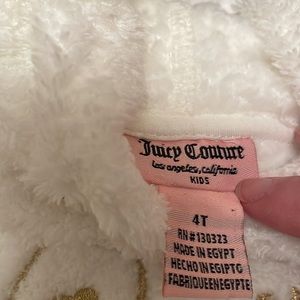 Juicy Couture
Los angeles, california
KIDS
4T
RN#130323
MADE IN EGYPT
HECHO IN EGIPTO
FABRIQUEENEGYPTE